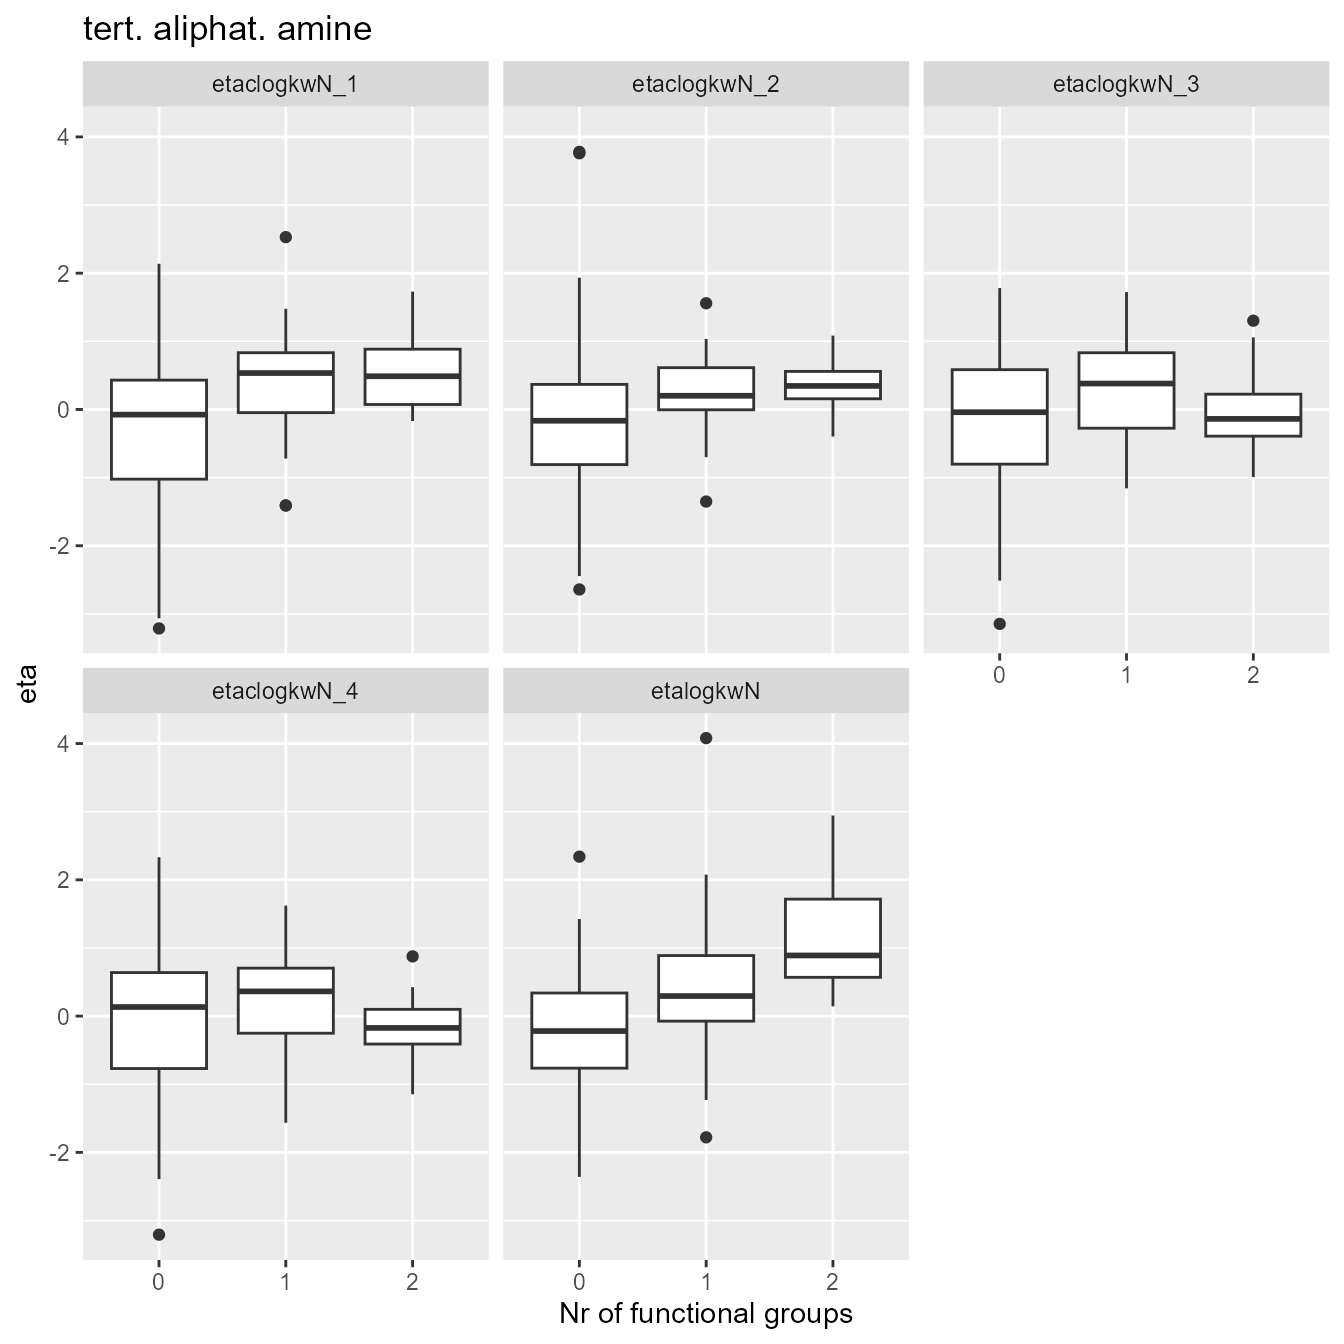 tert. aliphat. amine
etaclogkwN_1
etaclogkwN_2
etaclogkwN_3
4
2
0
-2
0 1 2
eta
etaclogkwN_4
etalogkwN
4
2
0
-2
0 1 2
0 1 2
Nr of functional groups